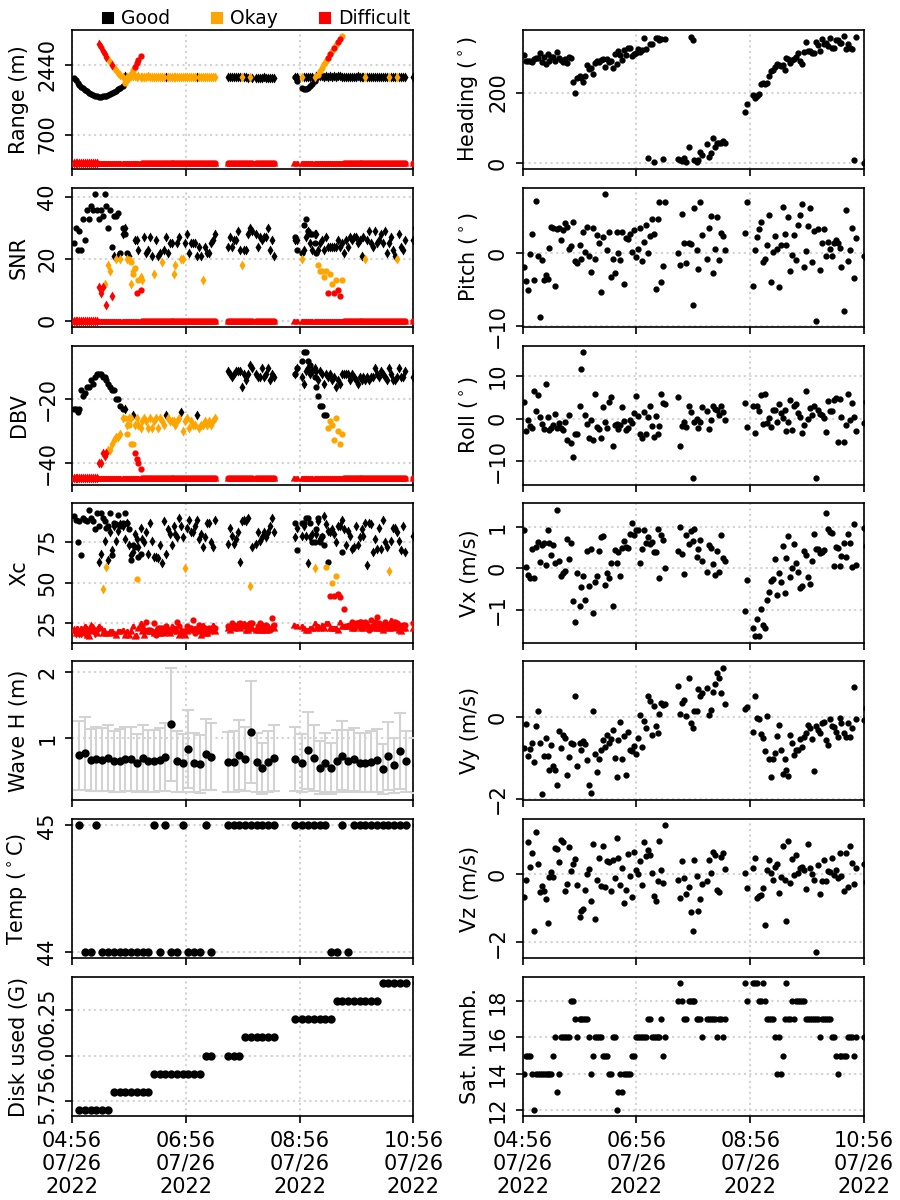 Good Okay Difficult
Range (m)
2440
700
Heading (°)
200
0
SNR
40
20
0
Pitch (°)
0
−10
DBV
−20
−40
Roll (°)
10
0
−10
Xc
75
50
25
Vx (m/s)
1
0
−1
Wave H (m)
2
1
Vy (m/s)
0
−2
Temp (°C)
45
44
Vz (m/s)
0
−2
Disk used (G)
6.25
6.00
5.75
Sat. Numb.
18
16
14
12
04:56 06:56 08:56 10:56
07/26 07/26 07/26 07/26
2022 2022 2022 2022
04:56 06:56 08:56 10:56
07/26 07/26 07/26 07/26
2022 2022 2022 2022